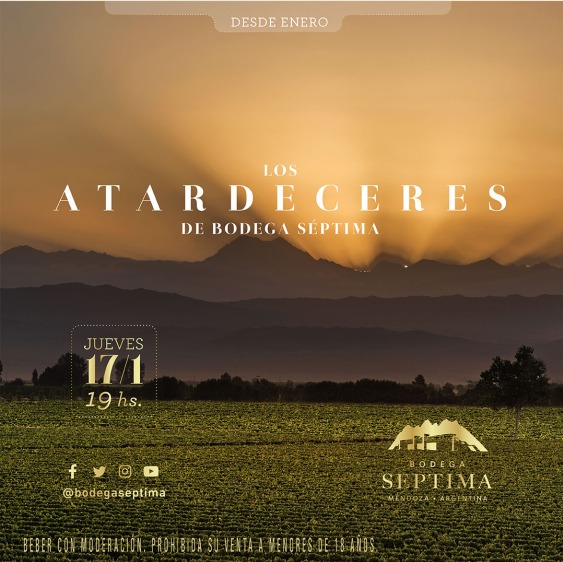 DESDE ENERO
LOS
ATARDECERES
DE BODEGA SÉPTIMA
JUEVES
17/1
19 hs.
@bodegaseptima
BODEGA
SEPTIMA
MENDOZA • ARGENTINA
BEBER CON MODERACIÓN. PROHIBIDA SU VENTA A MENORES DE 18 AÑOS.